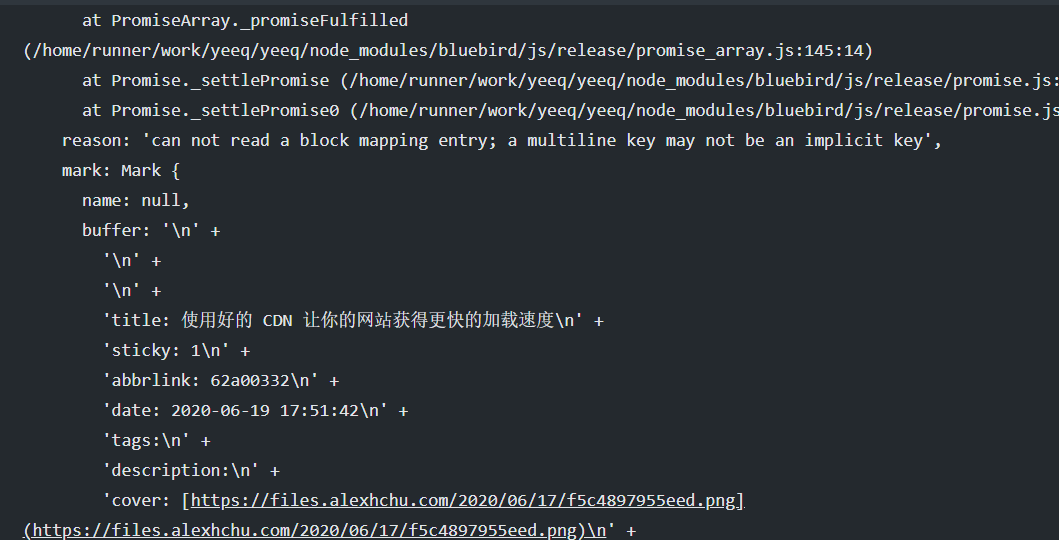 at PromiseArray._promiseFulfilled
(/home/runner/work/yeeq/yeeq/node_modules/bluebird/js/release/promise_array.js:145:14)
at Promise._settlePromise (/home/runner/work/yeeq/yeeq/node_modules/bluebird/js/release/promise.js:
at Promise._settlePromise0 (/home/runner/work/yeeq/yeeq/node_modules/bluebird/js/release/promise.js
reason: 'can not read a block mapping entry; a multiline key may not be an implicit key',
mark: Mark {
name: null,
buffer: '\n' +
'\n' +
'\n' +
'title: 使用好的 CDN 让你的网站获得更快的加载速度\n' +
'sticky: 1\n' +
'abbrlink: 62a00332\n' +
'date: 2020-06-19 17:51:42\n' +
'tags:\n' +
'description:\n' +
'cover: [https://files.alexhchu.com/2020/06/17/f5c4897955eed.png]
(https://files.alexhchu.com/2020/06/17/f5c4897955eed.png)\n' +